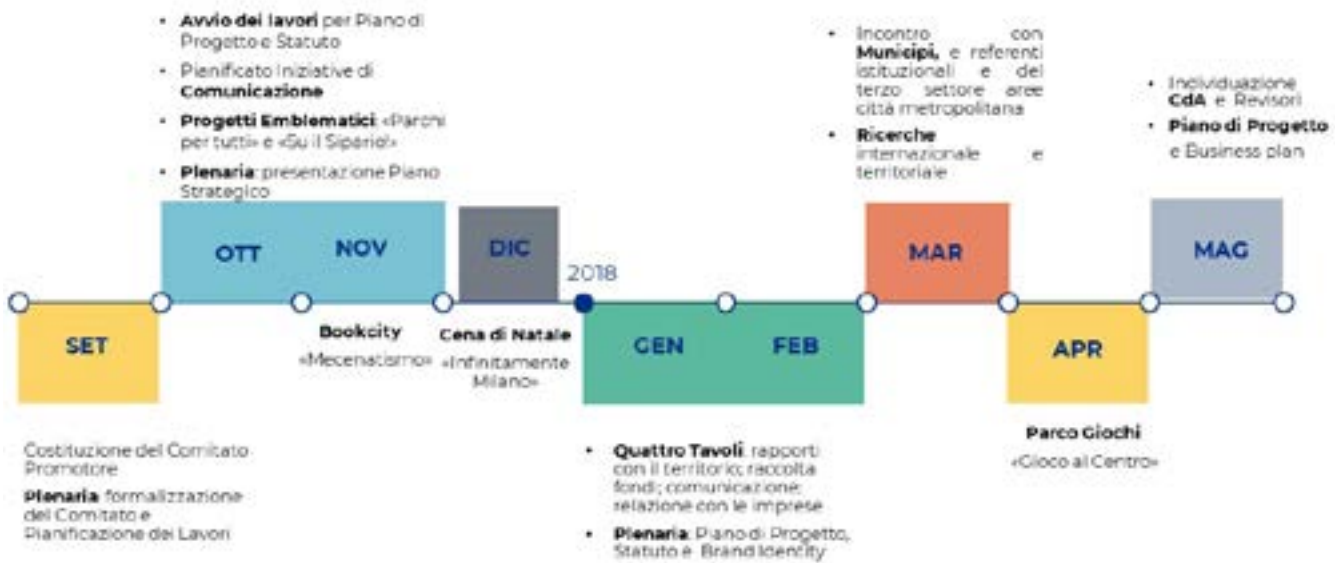 • Avvio dei lavori per Piano di
Progetto e Statuto
• Pianificato Iniziative di
Comunicazione
• Progetti Emblematici: «Parchi
per tutti» e «Su il Sipario!»
• Plenaria: presentazione Piano
Strategico
• Incontro con
Municipi, e referenti
istituzionali e del
terzo settore aree
città metropolitana
• Ricerche
internazionale e
territoriale
• Individuazione
CdA e Revisori
• Piano di Progetto
e Business plan
OTT
NOV
DIC
2018
MAR
MAG
SET
Bookcity
«Mecenatismo»
Cena di Natale
«Infinitamente
Milano»
GEN
FEB
APR
Costituzione del Comitato
Promotore
Plenaria: formalizzazione
del Comitato e
Pianificazione dei Lavori
• Quattro Tavoli: rapporti
con il territorio; raccolta
fondi; comunicazione;
relazione con le imprese
• Plenaria: Piano di Progetto,
Statuto e Brand Identity
Parco Giochi
«Gioco al Centro»